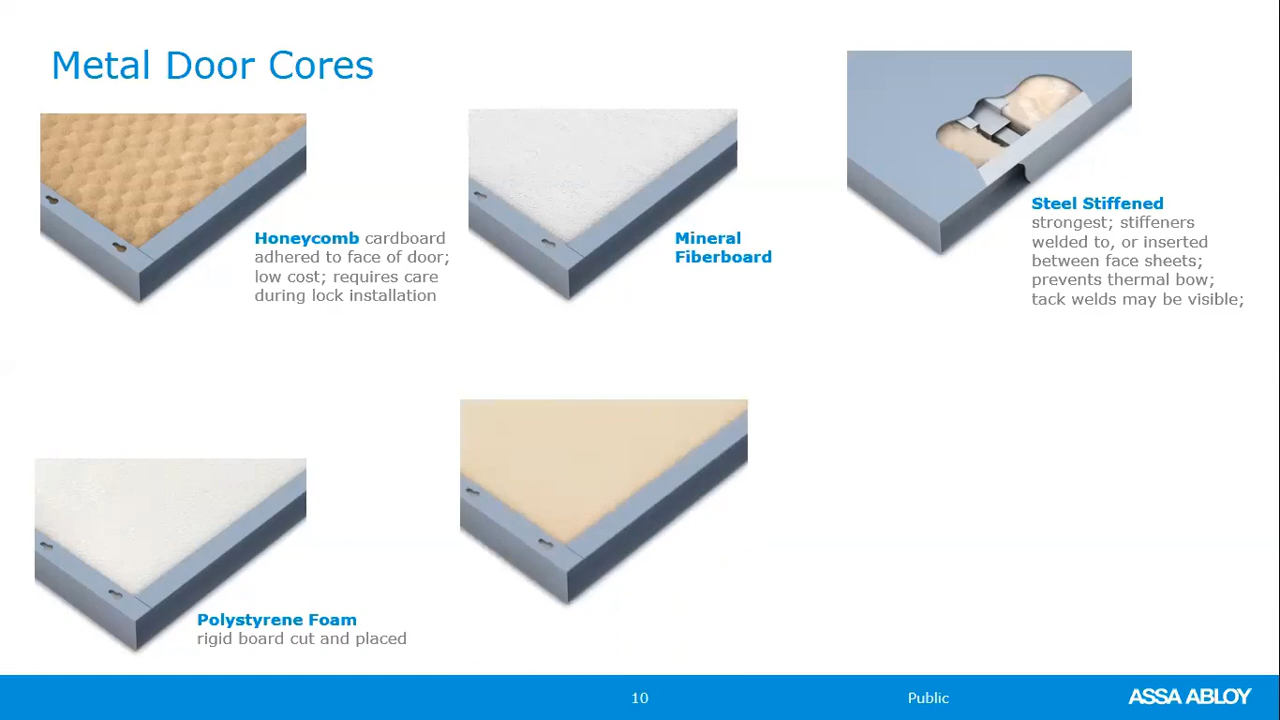 Metal Door Cores
Honeycomb cardboard
adhered to face of door;
low cost; requires care
during lock installation
Mineral
Fiberboard
Steel Stiffened
strongest; stiffeners
welded to, or inserted
between face sheets;
prevents thermal bow;
tack welds may be visible;
Polystyrene Foam
rigid board cut and placed
10
Public
ASSA ABLOY